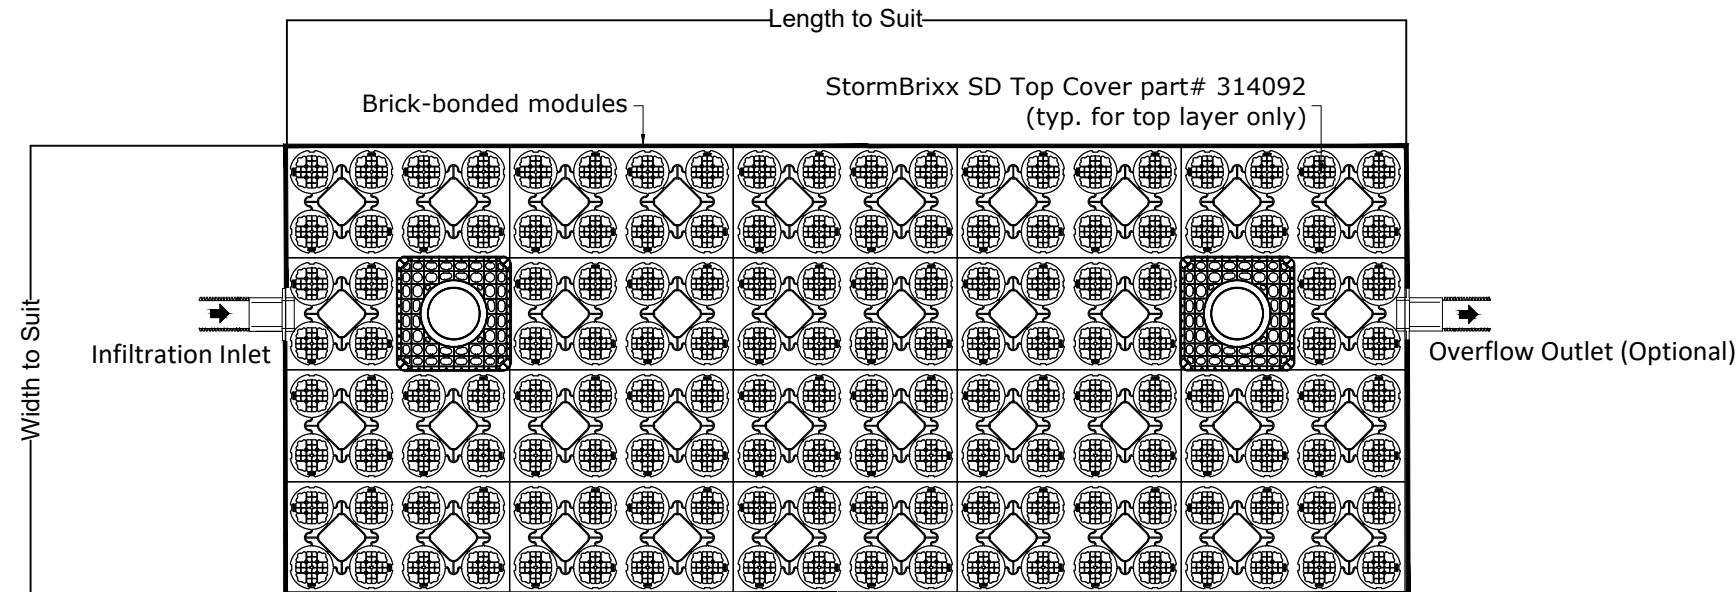 Length to Suit
StormBrixx SD Top Cover part# 314092
(typ. for top layer only)
Brick-bonded modules
Width to Suit
Infiltration Inlet
Overflow Outlet (Optional)